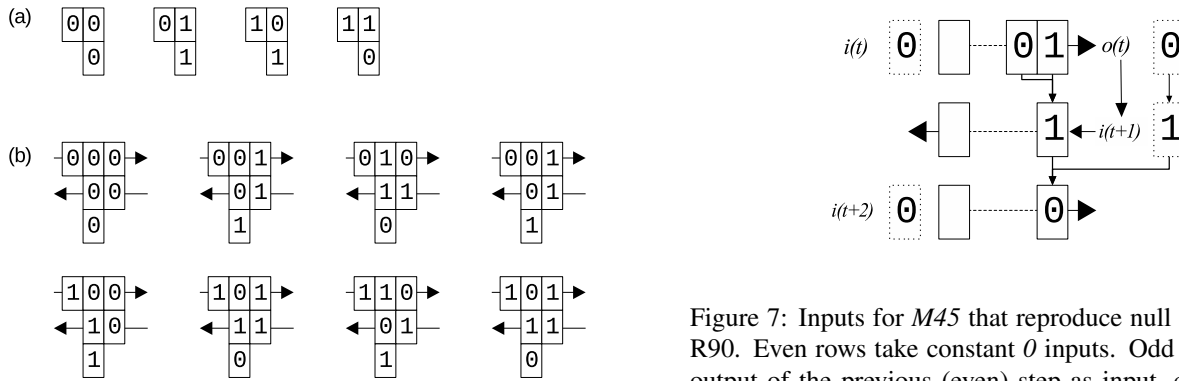 (a) 0 0 0 1 1 0 1 1
0 1 1 0
(b) 0 0 0 0 0 1 0 1 0 0 0 1
0 0 0 1 1 1 0 1
0 1 0 1
1 0 0 1 0 1 1 1 0 1 0 1
1 0 1 1 0 1 1 1
1 0 1 0
i(t) 0 0 1 o(t) 0
1 i(t+1) 1
i(t+2) 0 0
Figure 7: Inputs for M45 that reproduce null
R90. Even rows take constant 0 inputs. Odd
output of the previous (even) step as input,